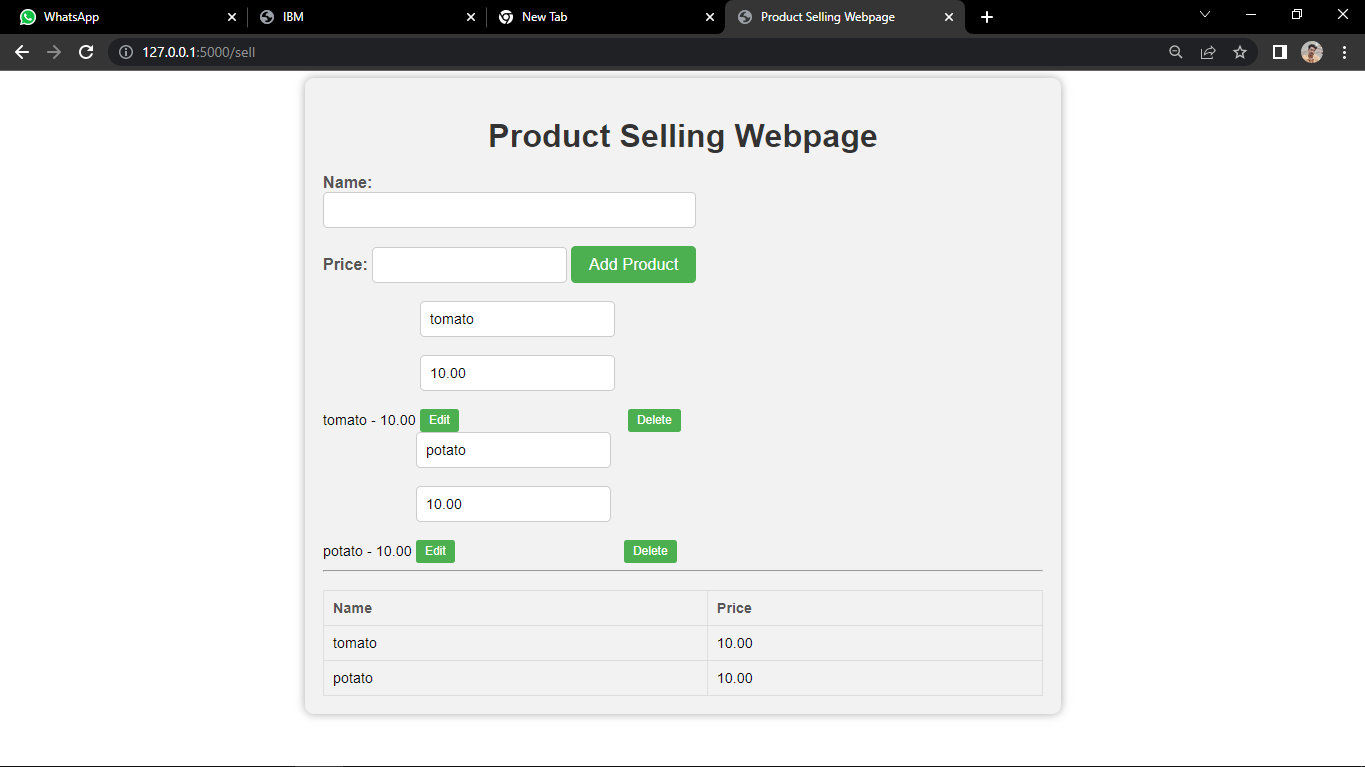 WhatsApp IBM New Tab Product Selling Webpage
127.0.0.1:5000/sell
Product Selling Webpage
Name:
Price: Add Product
tomato
10.00
tomato - 10.00 Edit Delete
potato
10.00
potato - 10.00 Edit Delete
Name Price
tomato 10.00
potato 10.00